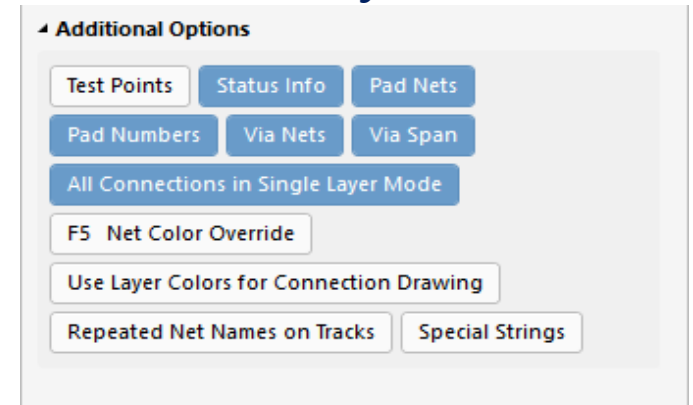 Additional Options
Test Points Status Info Pad Nets
Pad Numbers Via Nets Via Span
All Connections in Single Layer Mode
F5 Net Color Override
Use Layer Colors for Connection Drawing
Repeated Net Names on Tracks Special Strings